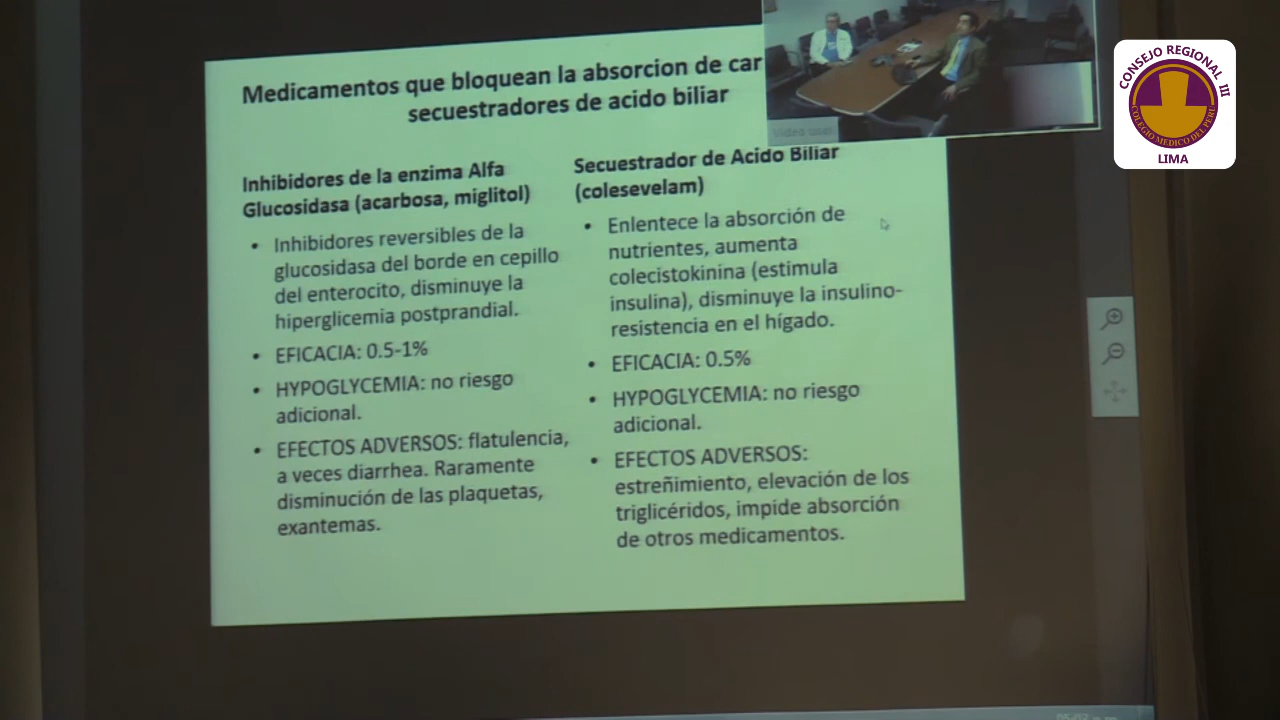 Medicamentos que bloquean la absorcion de car
secuestradores de acido biliar
Inhibidores de la enzima Alfa
Glucosidasa (acarbosa, miglitol)
• Inhibidores reversibles de la
glucosidasa del borde en cepillo
del enterocito, disminuye la
hiperglicemia postprandial.
• EFICACIA: 0.5-1%
• HYPOGLYCEMIA: no riesgo
adicional.
• EFECTOS ADVERSOS: flatulencia,
a veces diarrhea. Raramente
disminución de las plaquetas,
exantemas.
Secuestrador de Acido Biliar
(colesevelam)
• Enlentece la absorción de
nutrientes, aumenta
colecistokinina (estimula
insulina), disminuye la insulino-
resistencia en el hígado.
• EFICACIA: 0.5%
• HYPOGLYCEMIA: no riesgo
adicional.
• EFECTOS ADVERSOS:
estreñimiento, elevación de los
triglicéridos, impide absorción
de otros medicamentos.
Video user
CONSEJO REGIONAL III
COLEGIO MEDICO DEL PERU
LIMA